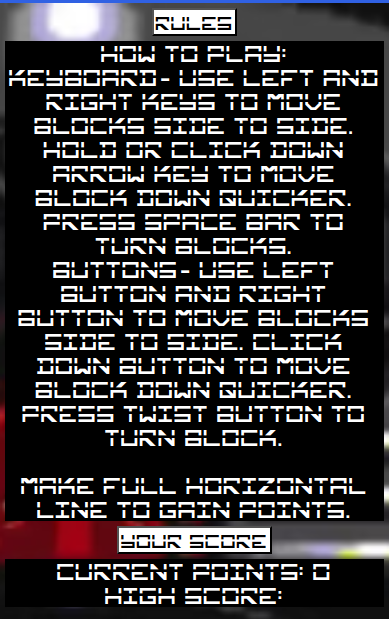 RULES
HOW TO PLAY:
KEYBOARD- USE LEFT AND
RIGHT KEYS TO MOVE
BLOCKS SIDE TO SIDE.
HOLD OR CLICK DOWN
ARROW KEY TO MOVE
BLOCK DOWN QUICKER.
PRESS SPACE BAR TO
TURN BLOCKS.
BUTTONS- USE LEFT
BUTTON AND RIGHT
BUTTON TO MOVE BLOCKS
SIDE TO SIDE. CLICK
DOWN BUTTON TO MOVE
BLOCK DOWN QUICKER.
PRESS TWIST BUTTON TO
TURN BLOCK.
MAKE FULL HORIZONTAL
LINE TO GAIN POINTS.
YOUR SCORE
CURRENT POINTS: 0
HIGH SCORE: